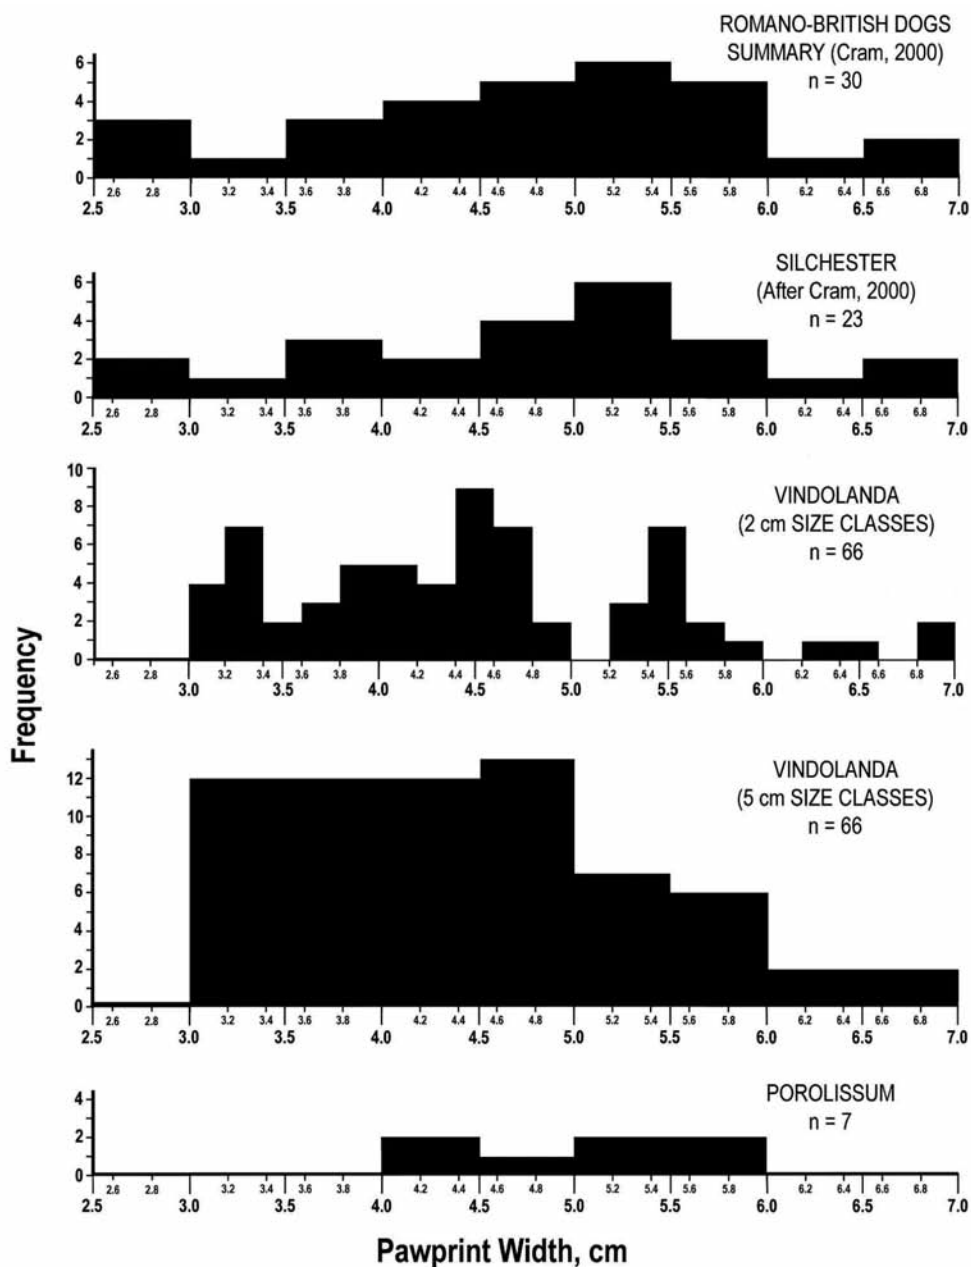 ROMANO-BRITISH DOGS
SUMMARY (Cram, 2000)
n = 30
6
4
2
0
2.6 2.8 3.2 3.4 3.6 3.8 4.2 4.4 4.6 4.8 5.2 5.4 5.6 5.8 6.2 6.4 6.6 6.8
2.5 3.0 3.5 4.0 4.5 5.0 5.5 6.0 6.5 7.0
SILCHESTER
(After Cram, 2000)
n = 23
6
4
2
0
2.6 2.8 3.2 3.4 3.6 3.8 4.2 4.4 4.6 4.8 5.2 5.4 5.6 5.8 6.2 6.4 6.6 6.8
2.5 3.0 3.5 4.0 4.5 5.0 5.5 6.0 6.5 7.0
VINDOLANDA
(2 cm SIZE CLASSES)
n = 66
10
8
6
4
2
0
2.6 2.8 3.2 3.4 3.6 3.8 4.2 4.4 4.6 4.8 5.2 5.4 5.6 5.8 6.2 6.4 6.6 6.8
3.0 3.5 4.0 4.5 5.0 5.5 6.0 6.5 7.0
Frequency
VINDOLANDA
(5 cm SIZE CLASSES)
n = 66
12
10
8
6
4
2
0
2.6 2.8 3.2 3.4 3.6 3.8 4.2 4.4 4.6 4.8 5.2 5.4 5.6 5.8 6.2 6.4 6.6 6.8
2.5 3.0 3.5 4.0 4.5 5.0 5.5 6.0 6.5 7.0
POROLISSUM
n = 7
4
2
0
2.6 2.8 3.2 3.4 3.6 3.8 4.2 4.4 4.6 4.8 5.2 5.4 5.6 5.8 6.2 6.4 6.6 6.8
2.5 3.0 3.5 4.0 4.5 5.0 5.5 6.0 6.5 7.0
Pawprint Width, cm